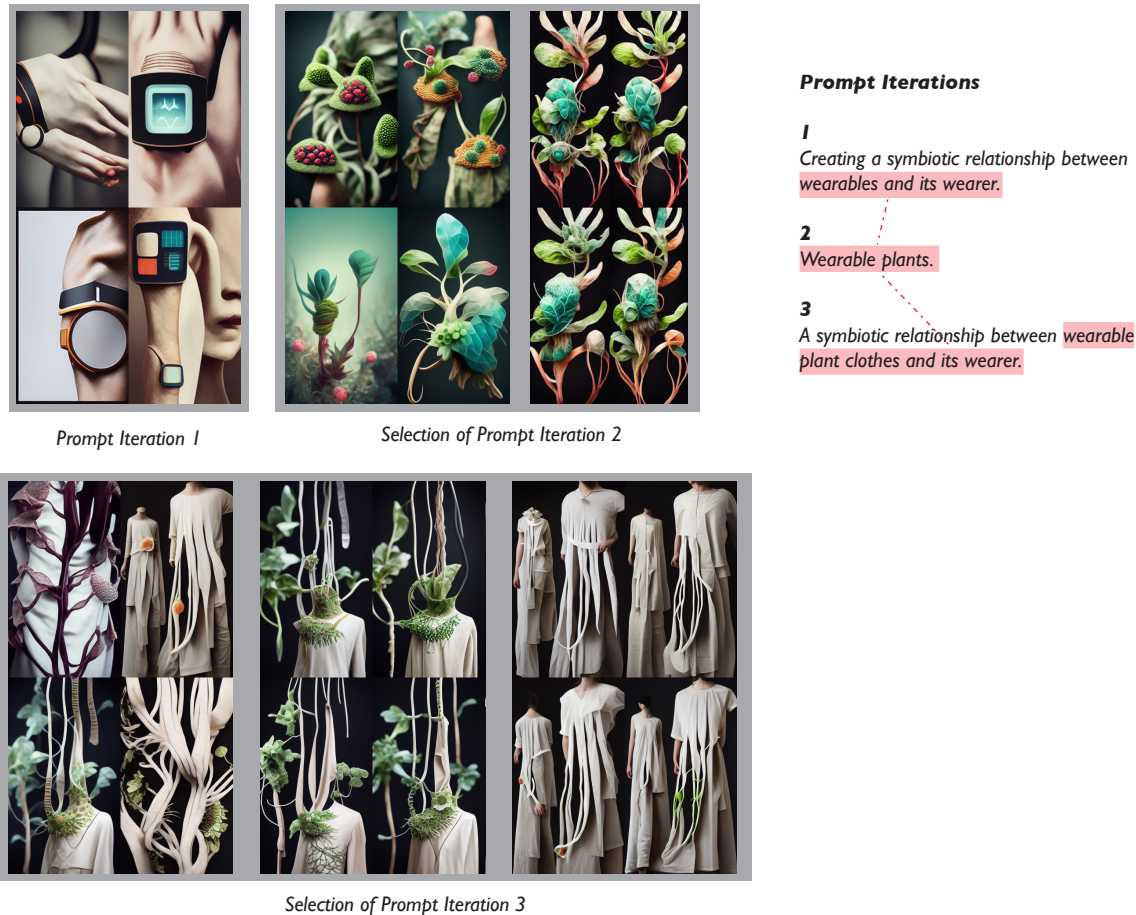 Prompt Iterations
1
Creating a symbiotic relationship between
wearables and its wearer.
2
Wearable plants.
3
A symbiotic relationship between wearable
plant clothes and its wearer.
Prompt Iteration 1
Selection of Prompt Iteration 2
Selection of Prompt Iteration 3